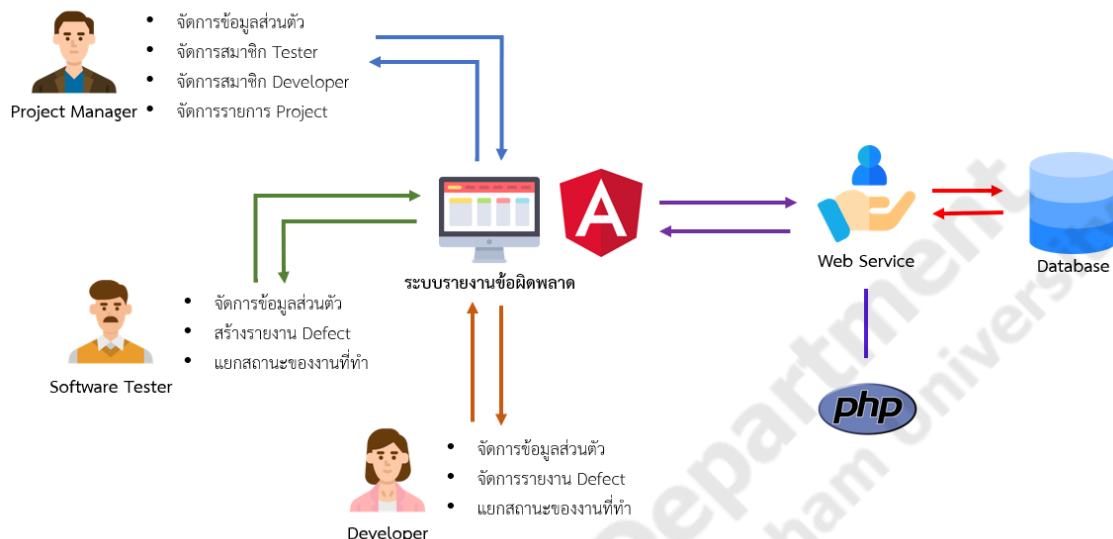 Project Manager
• จัดการข้อมูลส่วนตัว
• จัดการสมาชิก Tester
• จัดการสมาชิก Developer
• จัดการรายการ Project
A
ระบบรายงานข้อผิดพลาด
Web Service
Database
php
Software Tester
• จัดการข้อมูลส่วนตัว
• สร้างรายงาน Defect
• แยกสถานะของงานที่ทำ
Developer
• จัดการข้อมูลส่วนตัว
• จัดการรายงาน Defect
• แยกสถานะของงานที่ทำ
Department
University